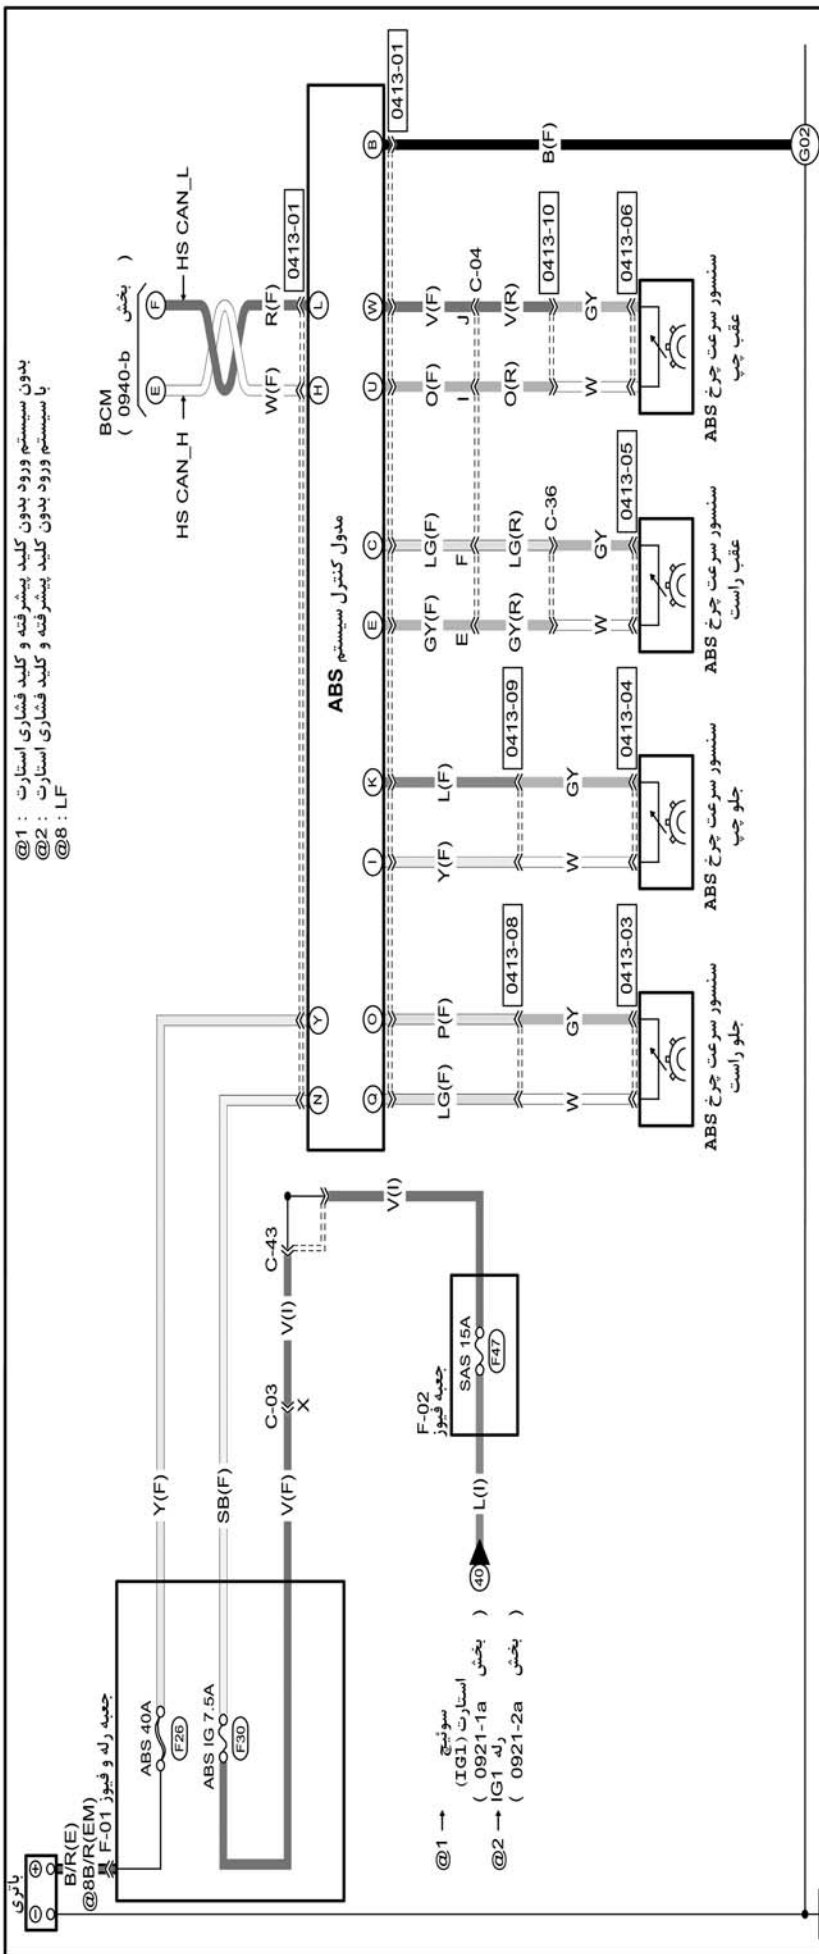 @1 : بدون سیستم ورود بدون کلید پیشرفته و کلید فشاری استارت
@2 : با سیستم ورود بدون کلید پیشرفته و کلید فشاری استارت
@8 : LF
باتری
B/R(E)
@8B/R(EM)
F-01 جعبه رله و فیوز
ABS 40A
F26
ABS IG 7.5A
F30
Y(F)
SB(F)
V(F)
C-03
X
V(I)
C-43
V(I)
F-02
جعبه فیوز
SAS 15A
F47
L(I)
40
@1 → سوئیچ
استارت (IG1)
( بخش 0921-1a )
@2 → رله IG1
( بخش 0921-2a )
BCM
( بخش 0940-b )
E
F
HS CAN_H
HS CAN_L
W(F)
R(F)
0413-01
N
Y
H
L
مدول کنترل سیستم ABS
Q
O
I
K
E
C
U
W
B
0413-01
LG(F)
P(F)
Y(F)
L(F)
GY(F)
LG(F)
O(F)
V(F)
B(F)
E
F
I
J
C-04
GY(R)
LG(R)
O(R)
V(R)
0413-08
0413-09
C-36
0413-10
W
GY
W
GY
W
GY
W
GY
0413-03
0413-04
0413-05
0413-06
G02
سنسور سرعت چرخ ABS
جلو راست
سنسور سرعت چرخ ABS
جلو چپ
سنسور سرعت چرخ ABS
عقب راست
سنسور سرعت چرخ ABS
عقب چپ